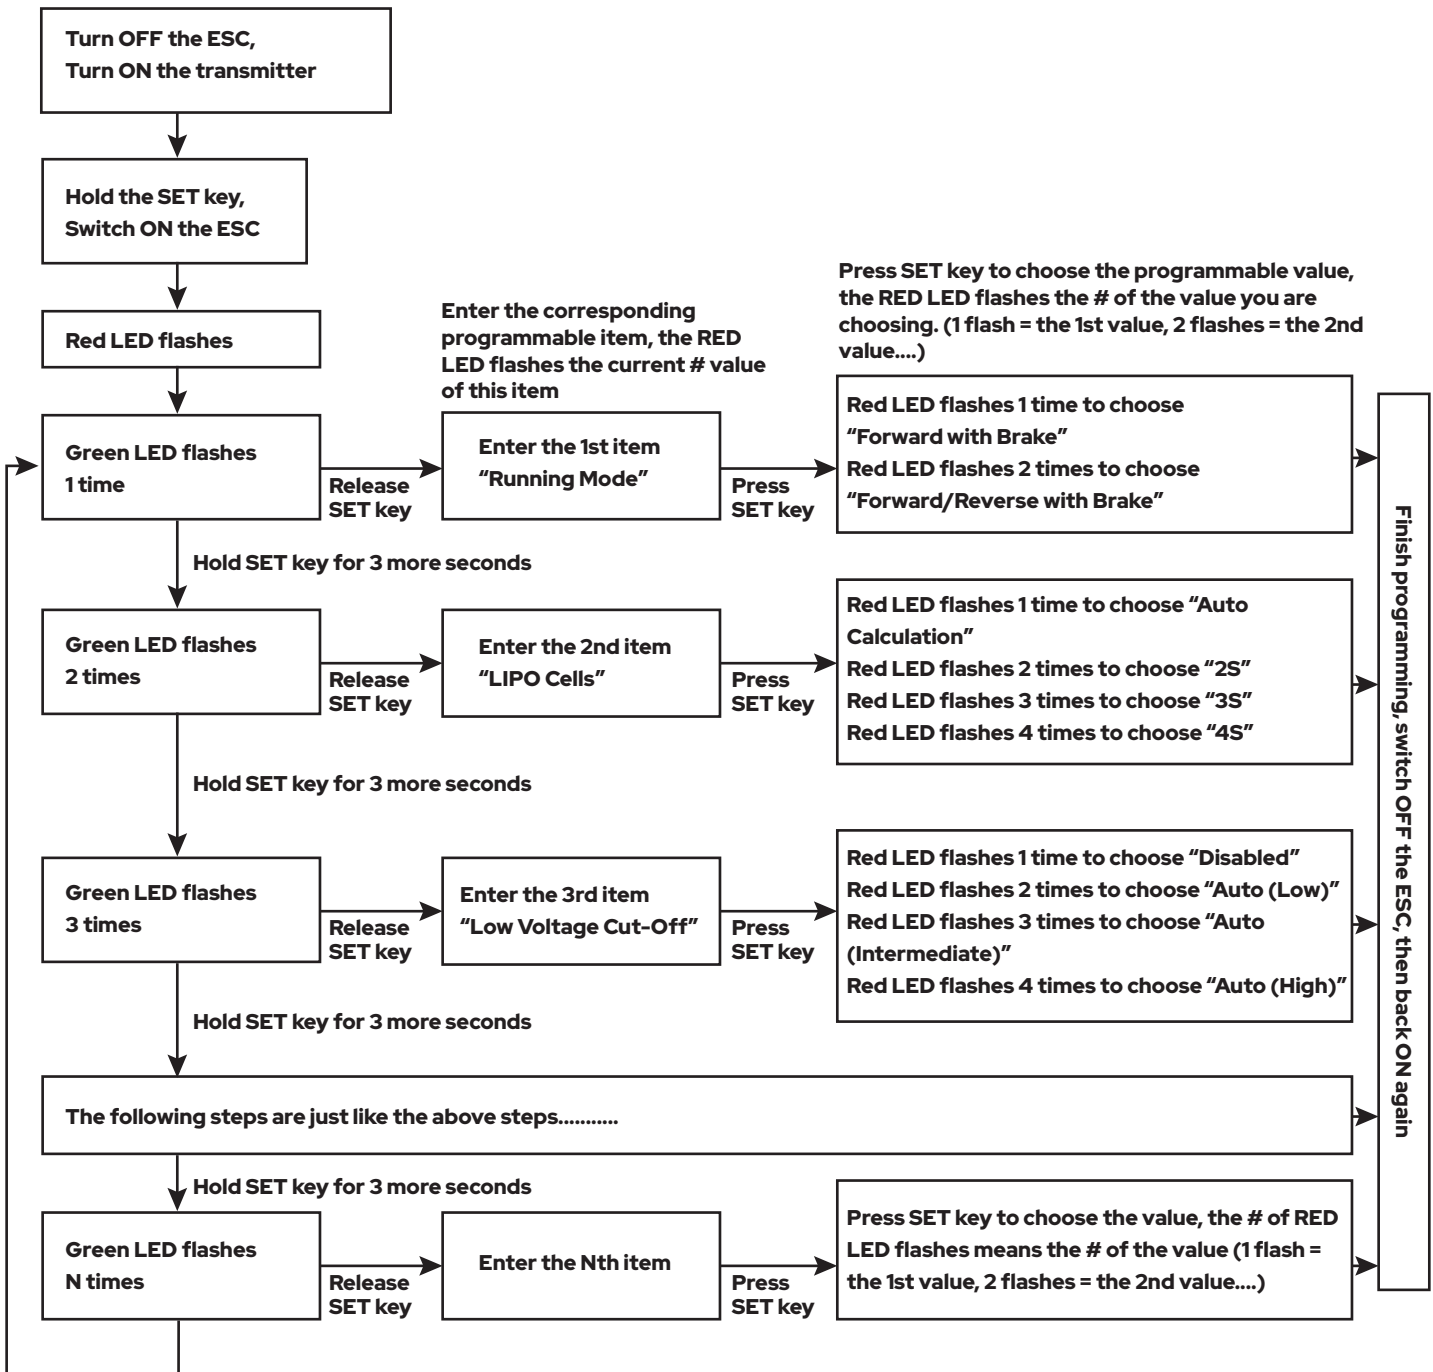 Turn OFF the ESC,
Turn ON the transmitter
Hold the SET key,
Switch ON the ESC
Red LED flashes
Enter the corresponding
programmable item, the RED
LED flashes the current # value
of this item
Press SET key to choose the programmable value,
the RED LED flashes the # of the value you are
choosing. (1 flash = the 1st value, 2 flashes = the 2nd
value....)
Green LED flashes
1 time
Release
SET key
Enter the 1st item
“Running Mode”
Press
SET key
Red LED flashes 1 time to choose
“Forward with Brake”
Red LED flashes 2 times to choose
“Forward/Reverse with Brake”
Hold SET key for 3 more seconds
Green LED flashes
2 times
Release
SET key
Enter the 2nd item
“LIPO Cells”
Press
SET key
Red LED flashes 1 time to choose “Auto
Calculation”
Red LED flashes 2 times to choose “2S”
Red LED flashes 3 times to choose “3S”
Red LED flashes 4 times to choose “4S”
Hold SET key for 3 more seconds
Green LED flashes
3 times
Release
SET key
Enter the 3rd item
“Low Voltage Cut-Off”
Press
SET key
Red LED flashes 1 time to choose “Disabled”
Red LED flashes 2 times to choose “Auto (Low)”
Red LED flashes 3 times to choose “Auto
(Intermediate)”
Red LED flashes 4 times to choose “Auto (High)”
Hold SET key for 3 more seconds
The following steps are just like the above steps...........
Hold SET key for 3 more seconds
Green LED flashes
N times
Release
SET key
Enter the Nth item
Press
SET key
Press SET key to choose the value, the # of RED
LED flashes means the # of the value (1 flash =
the 1st value, 2 flashes = the 2nd value....)
Finish programming, switch OFF the ESC, then back ON again